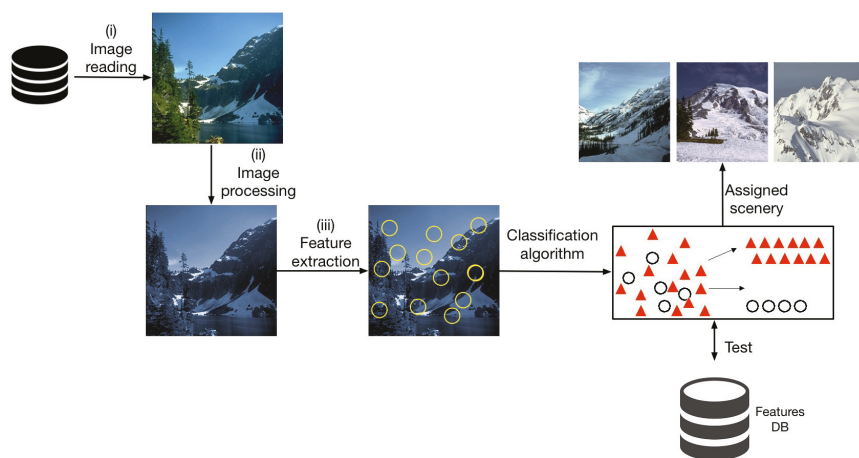 (i)
Image
reading
(ii)
Image
processing
(iii)
Feature
extraction
Classification
algorithm
Assigned
scenery
Test
Features
DB